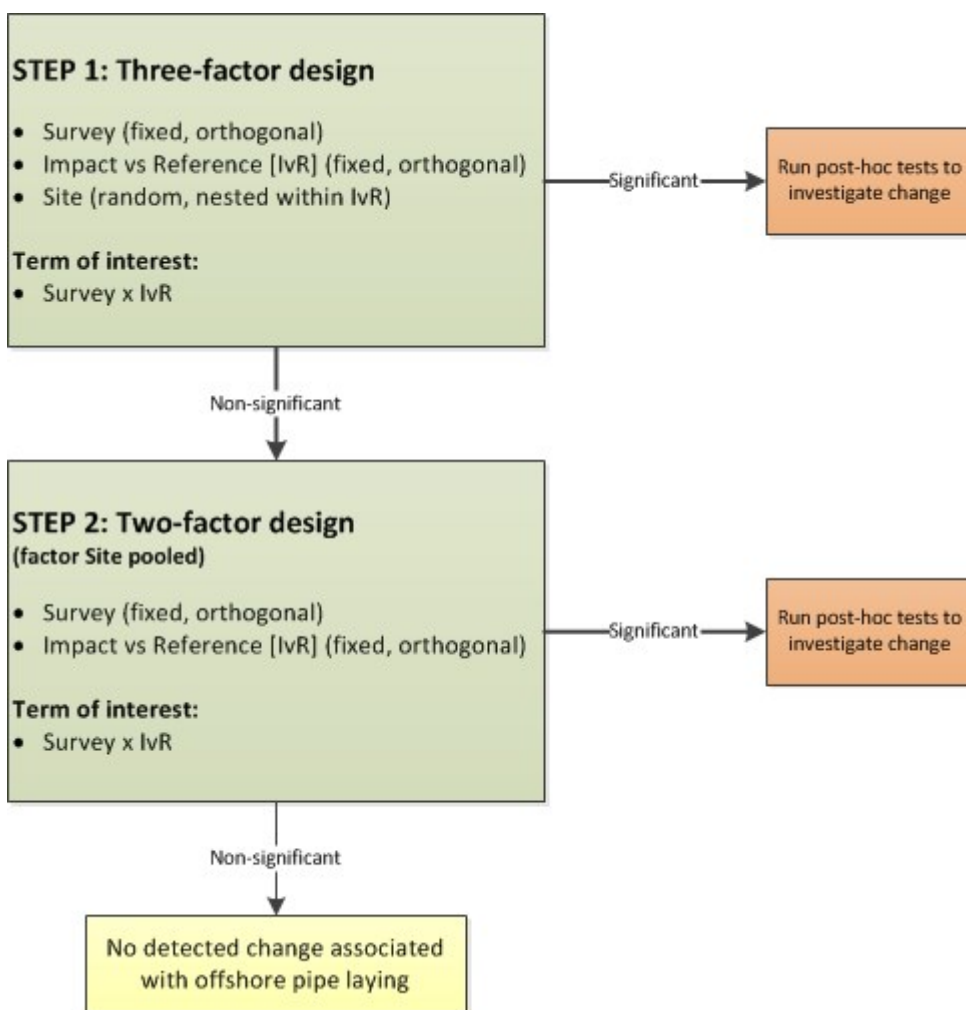 STEP 1: Three-factor design
• Survey (fixed, orthogonal)
• Impact vs Reference [IvR] (fixed, orthogonal)
• Site (random, nested within IvR)
Term of interest:
• Survey x IvR
Significant
Run post-hoc tests to
investigate change
Non-significant
STEP 2: Two-factor design
(factor Site pooled)
• Survey (fixed, orthogonal)
• Impact vs Reference [IvR] (fixed, orthogonal)
Term of interest:
• Survey x IvR
Significant
Run post-hoc tests to
investigate change
Non-significant
No detected change associated
with offshore pipe laying